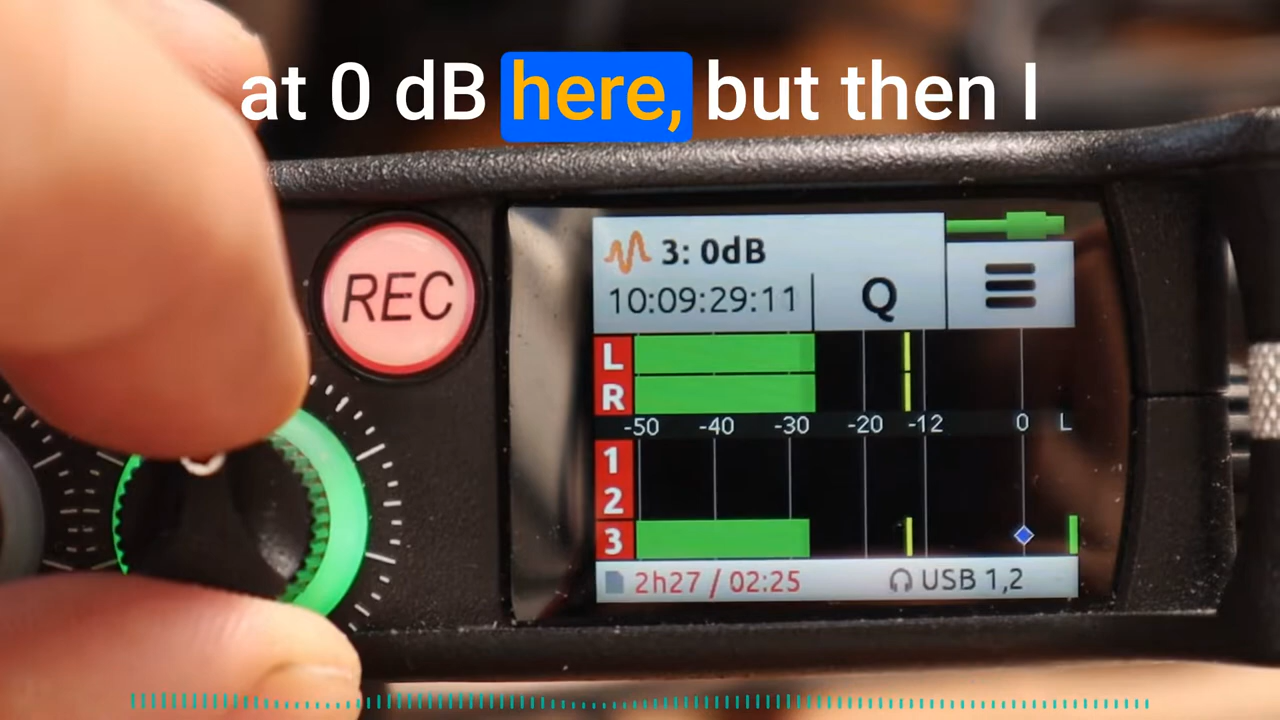 at 0 dB here, but then I
REC
3: 0dB
10:09:29:11
Q
L
R
-50 -40 -30 -20 -12 0 L
1
2
3
2h27 / 02:25 USB 1,2